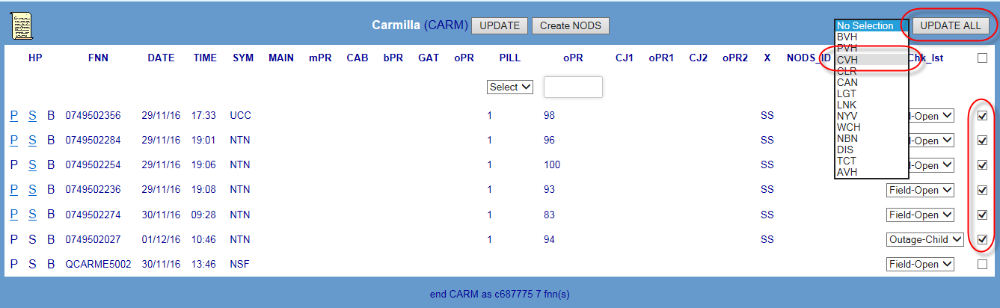 Carmilla (CARM) UPDATE Create NODS No Selection UPDATE ALL
BVH
PVH
CVH
CLR
CAN
LGT
LNK
NYV
WCH
NBN
DIS
TCT
AVH
HP FNN DATE TIME SYM MAIN mPR CAB bPR GAT oPR PILL oPR CJ1 oPR1 CJ2 oPR2 X NODS_ID Chk_lst
Select
P S B 0749502356 29/11/16 17:33 UCC 1 98 SS l-Open
P S B 0749502284 29/11/16 19:01 NTN 1 96 SS l-Open
P S B 0749502254 29/11/16 19:06 NTN 1 100 SS l-Open
P S B 0749502236 29/11/16 19:08 NTN 1 93 SS Field-Open
P S B 0749502274 30/11/16 09:28 NTN 1 83 SS Field-Open
P S B 0749502027 01/12/16 10:46 NTN 1 94 SS Outage-Child
P S B QCARME5002 30/11/16 13:46 NSF Field-Open
end CARM as c687775 7 fnn(s)